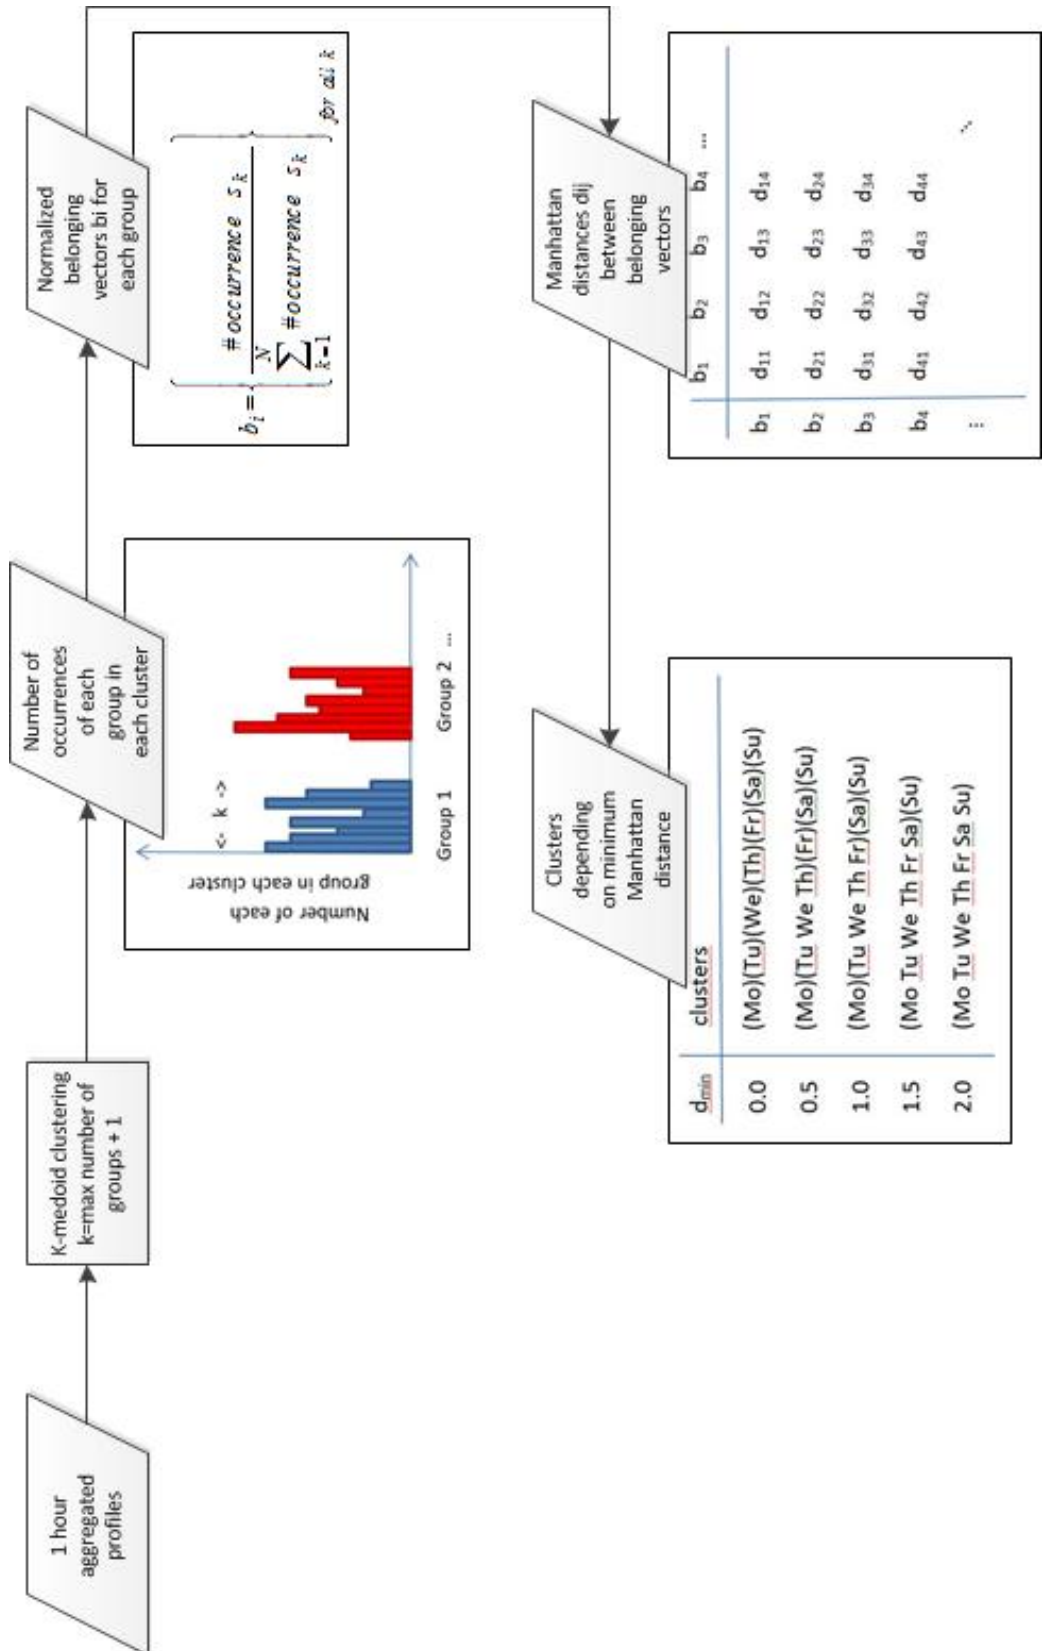 1 hour
aggregated
profiles
K-medoid clustering
k=max number of
groups + 1
Number of
occurrences
of each
group in
each cluster
Number of each
group in each cluster
<- k ->
Group 1 Group 2 ...
Normalized
belonging
vectors bi for
each group
b_i = { #occurrence s_k / ∑_{k=1}^{N} #occurrence s_k } for all k
Manhattan
distances dij
between
belonging
vectors
b₁ b₂ b₃ b₄ ...
b₁ d₁₁ d₁₂ d₁₃ d₁₄
b₂ d₂₁ d₂₂ d₂₃ d₂₄
b₃ d₃₁ d₃₂ d₃₃ d₃₄
b₄ d₄₁ d₄₂ d₄₃ d₄₄
⋮ ⋱
Clusters
depending
on minimum
Manhattan
distance
dmin clusters
0.0 (Mo)(Tu)(We)(Th)(Fr)(Sa)(Su)
0.5 (Mo)(Tu We Th)(Fr)(Sa)(Su)
1.0 (Mo)(Tu We Th Fr)(Sa)(Su)
1.5 (Mo Tu We Th Fr Sa)(Su)
2.0 (Mo Tu We Th Fr Sa Su)